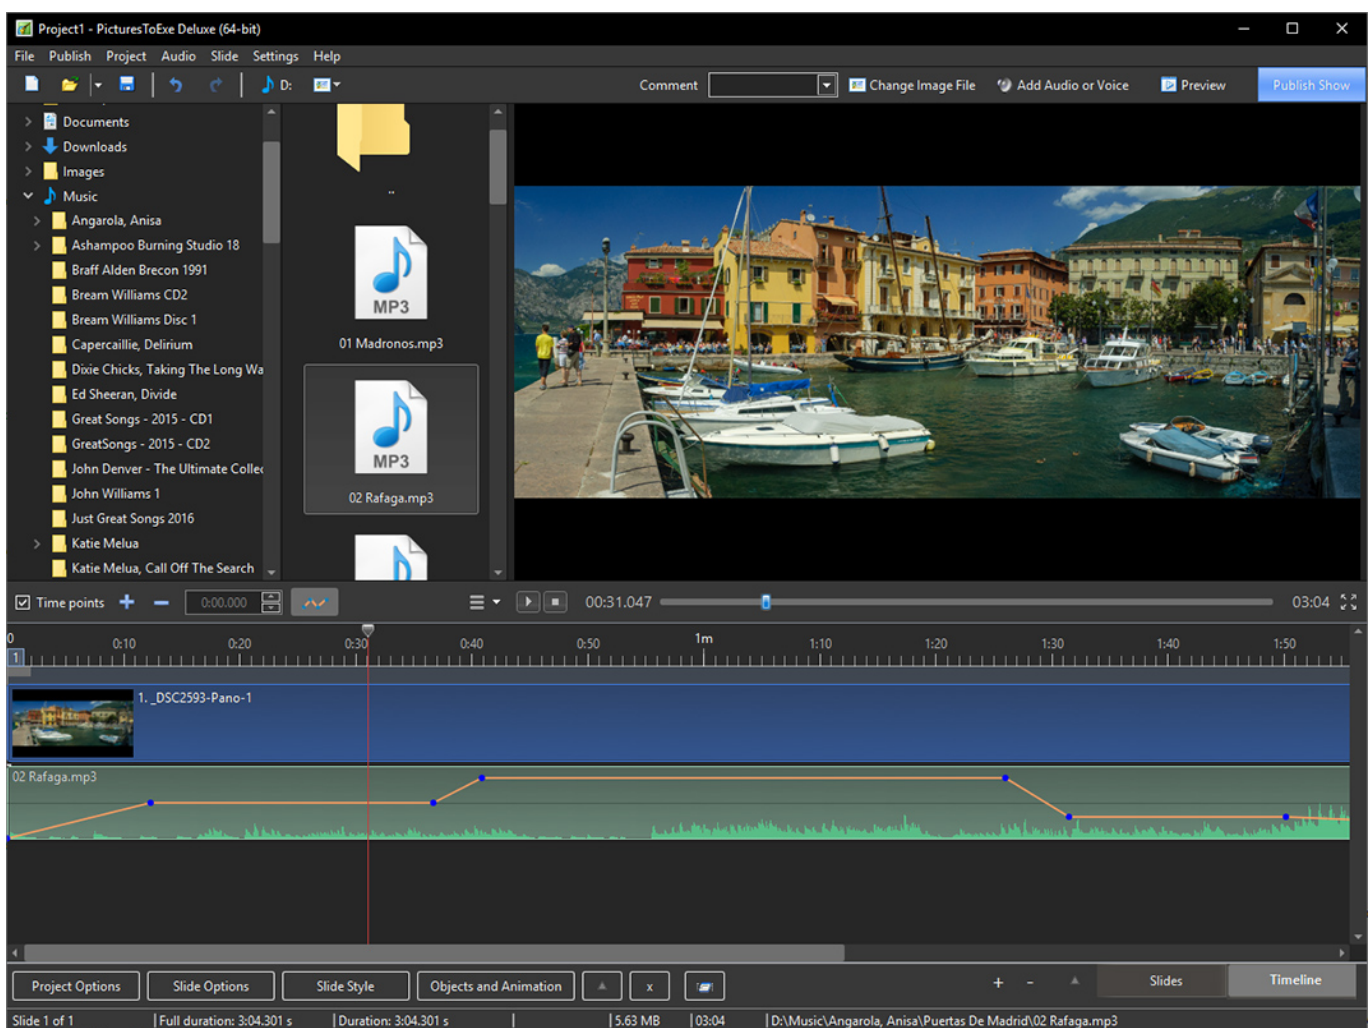 Project1 - PicturesToExe Deluxe (64-bit)
File Publish Project Audio Slide Settings Help
D: Comment Change Image File Add Audio or Voice Preview Publish Show
Documents
Downloads
Images
Music
Angarola, Anisa
Ashampoo Burning Studio 18
Braff Alden Brecon 1991
Bream Williams CD2
Bream Williams Disc 1
Capercaillie, Delirium
Dixie Chicks, Taking The Long Wa
Ed Sheeran, Divide
Great Songs - 2015 - CD1
GreatSongs - 2015 - CD2
John Denver - The Ultimate Collec
John Williams 1
Just Great Songs 2016
Katie Melua
Katie Melua, Call Off The Search
..
MP3
01 Madronos.mp3
MP3
02 Rafaga.mp3
Time points 0:00.000 00:31.047 03:04
0 0:10 0:20 0:30 0:40 0:50 1m 1:10 1:20 1:30 1:40 1:50
1
1. _DSC2593-Pano-1
02 Rafaga.mp3
Project Options Slide Options Slide Style Objects and Animation x + - Slides Timeline
Slide 1 of 1 Full duration: 3:04.301 s Duration: 3:04.301 s 5.63 MB 03:04 D:\Music\Angarola, Anisa\Puertas De Madrid\02 Rafaga.mp3